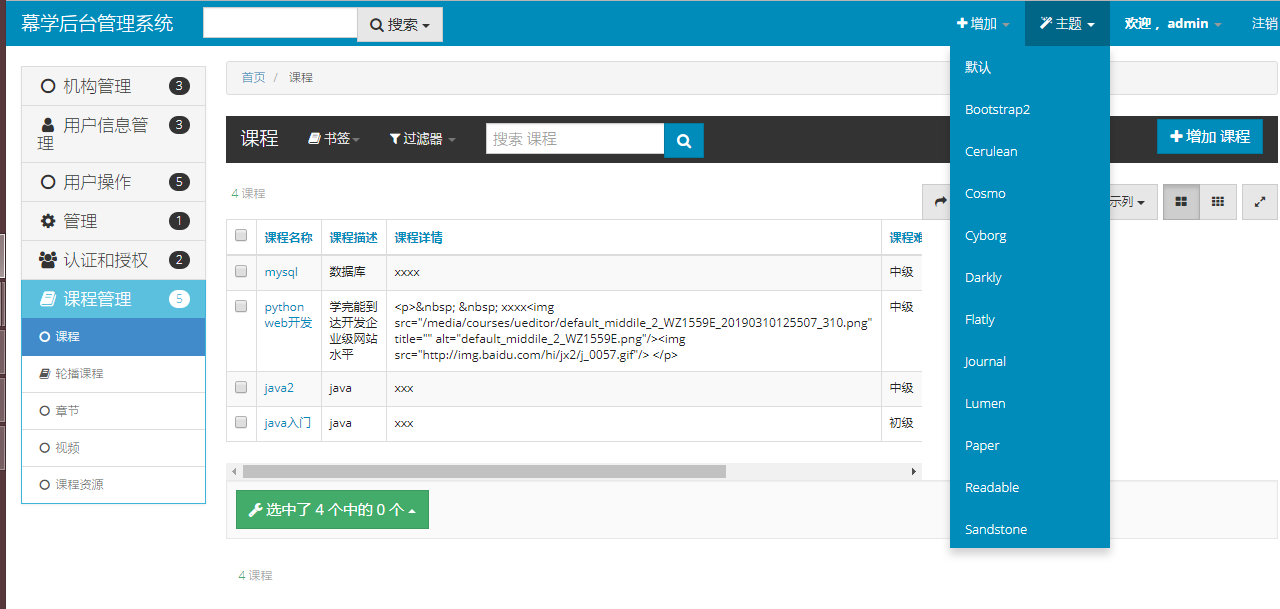 幕学后台管理系统
搜索
增加
主题
欢迎， admin
注销
默认
Bootstrap2
Cerulean
Cosmo
Cyborg
Darkly
Flatly
Journal
Lumen
Paper
Readable
Sandstone
机构管理 3
用户信息管
理 3
用户操作 5
管理 1
认证和授权 2
课程管理 5
课程
轮播课程
章节
视频
课程资源
首页 / 课程
课程
书签
过滤器
搜索 课程
增加 课程
4 课程
示列
课程名称 课程描述 课程详情 课程难
mysql 数据库 xxxx 中级
python
web开发
学完能到
达开发企
业级网站
水平
<p>&nbsp; &nbsp; xxxx<img
src="/media/courses/ueditor/default_middile_2_WZ1559E_20190310125507_310.png"
title="" alt="default_middile_2_WZ1559E.png"/><img
src="http://img.baidu.com/hi/jx2/j_0057.gif"/> </p>
中级
java2 java xxx 中级
java入门 java xxx 初级
选中了 4 个中的 0 个
4 课程